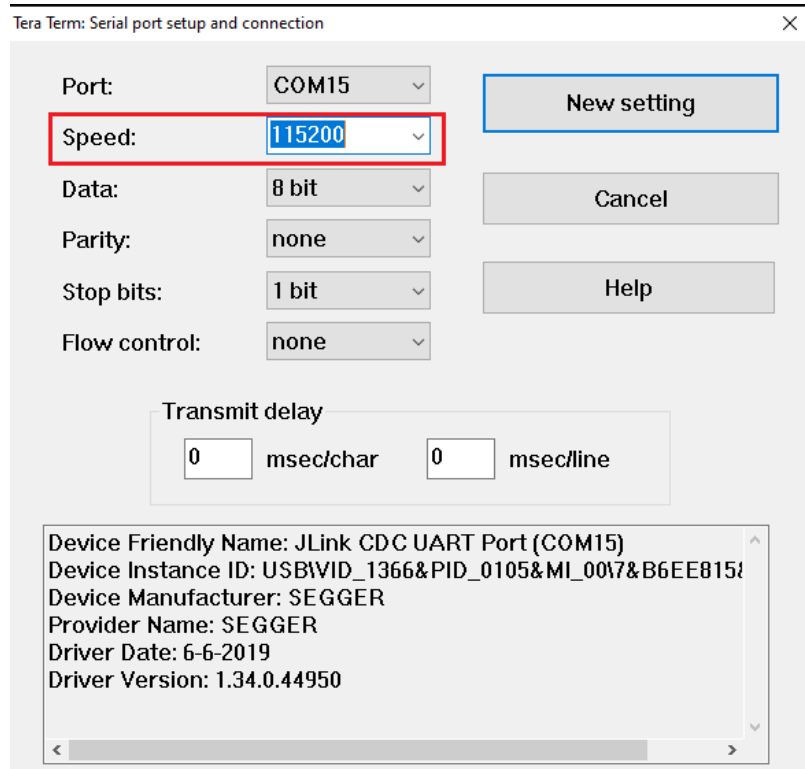 Tera Term: Serial port setup and connection
Port: COM15
New setting
Speed: 115200
Data: 8 bit
Cancel
Parity: none
Stop bits: 1 bit
Help
Flow control: none
Transmit delay
0 msec/char 0 msec/line
Device Friendly Name: JLink CDC UART Port (COM15)
Device Instance ID: USB\VID_1366&PID_0105&MI_00\7&B6EE815&
Device Manufacturer: SEGGER
Provider Name: SEGGER
Driver Date: 6-6-2019
Driver Version: 1.34.0.44950